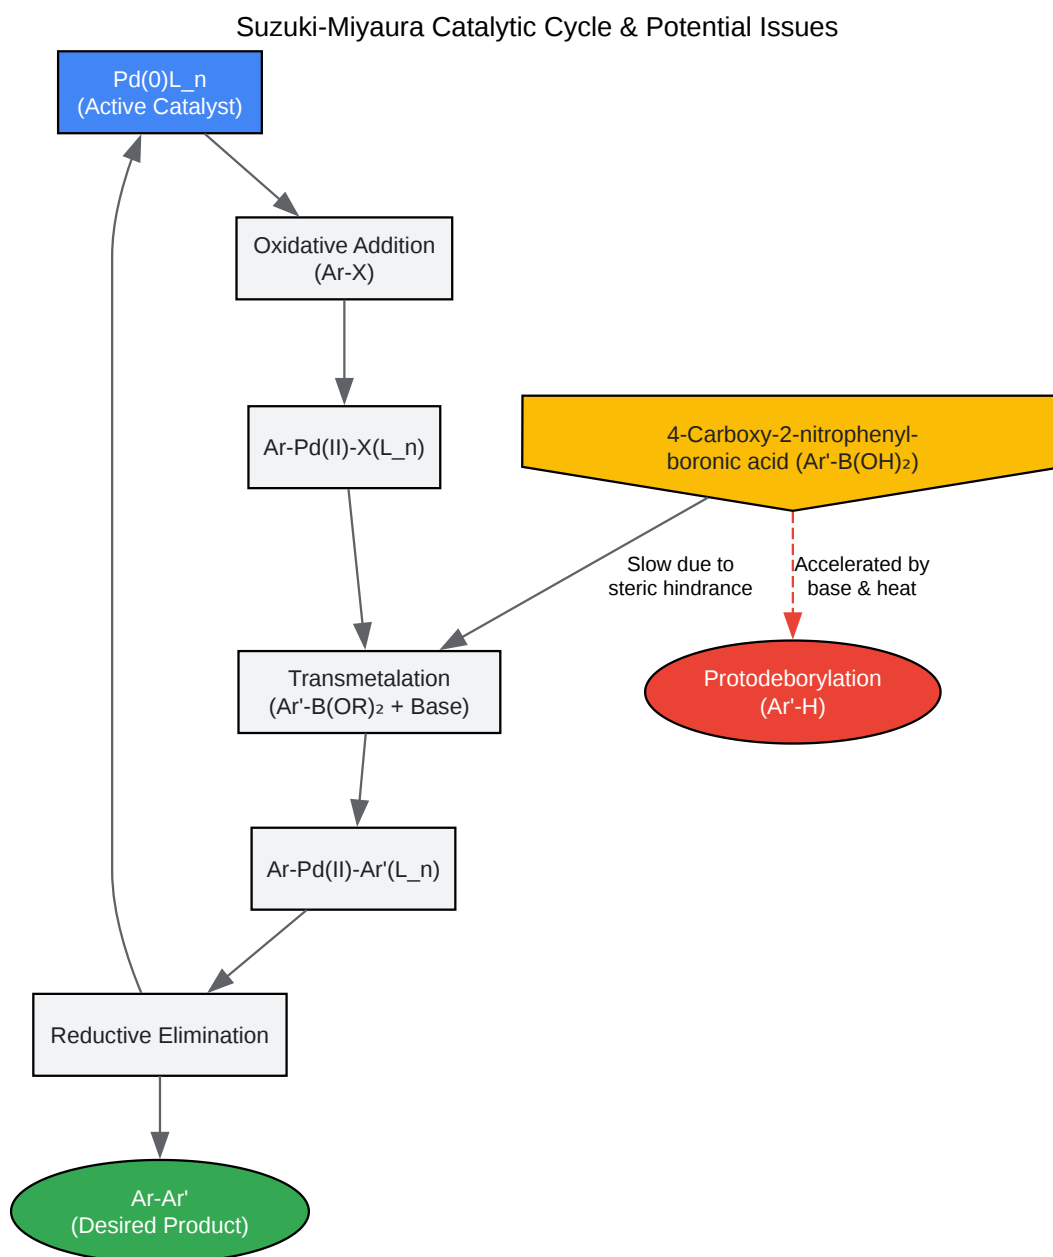 Suzuki-Miyaura Catalytic Cycle & Potential Issues
Pd(0)L_n
(Active Catalyst)
Oxidative Addition
(Ar-X)
Ar-Pd(II)-X(L_n)
4-Carboxy-2-nitrophenyl-
boronic acid (Ar'-B(OH)₂)
Slow due to
steric hindrance
Accelerated by
base & heat
Transmetalation
(Ar'-B(OR)₂ + Base)
Protodeborylation
(Ar'-H)
Ar-Pd(II)-Ar'(L_n)
Reductive Elimination
Ar-Ar'
(Desired Product)